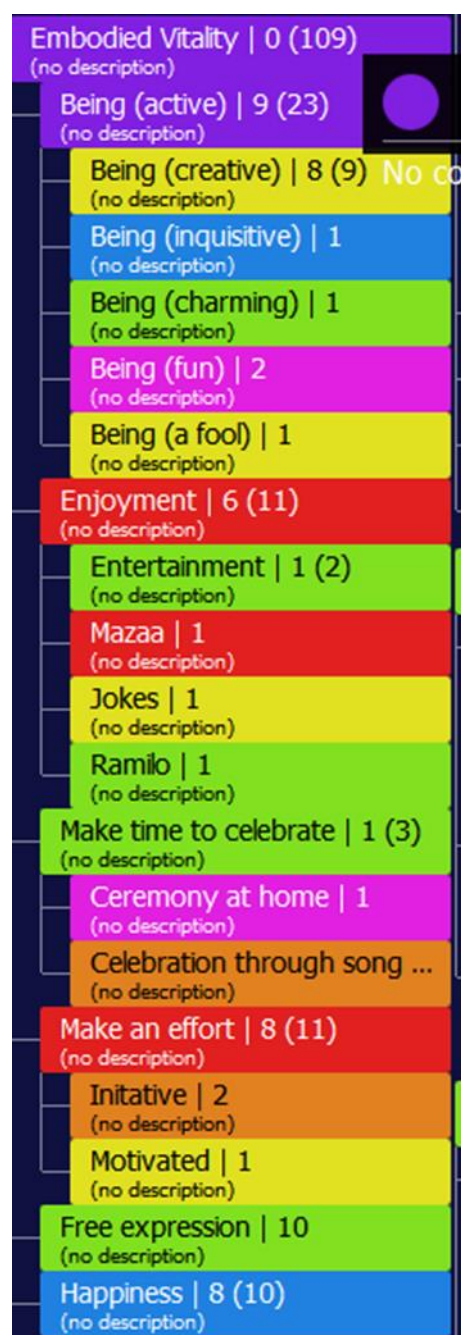 Embodied Vitality | 0 (109)
(no description)
Being (active) | 9 (23)
(no description)
Being (creative) | 8 (9)
No co
(no description)
Being (inquisitive) | 1
(no description)
Being (charming) | 1
(no description)
Being (fun) | 2
(no description)
Being (a fool) | 1
(no description)
Enjoyment | 6 (11)
(no description)
Entertainment | 1 (2)
(no description)
Mazaa | 1
(no description)
Jokes | 1
(no description)
Ramilo | 1
(no description)
Make time to celebrate | 1 (3)
(no description)
Ceremony at home | 1
(no description)
Celebration through song ...
(no description)
Make an effort | 8 (11)
(no description)
Initative | 2
(no description)
Motivated | 1
(no description)
Free expression | 10
(no description)
Happiness | 8 (10)
(no description)